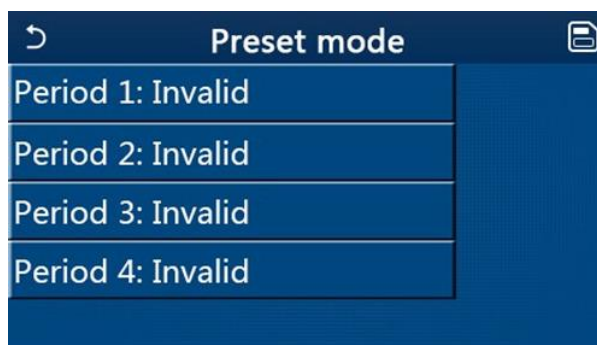 Preset mode
Period 1: Invalid
Period 2: Invalid
Period 3: Invalid
Period 4: Invalid